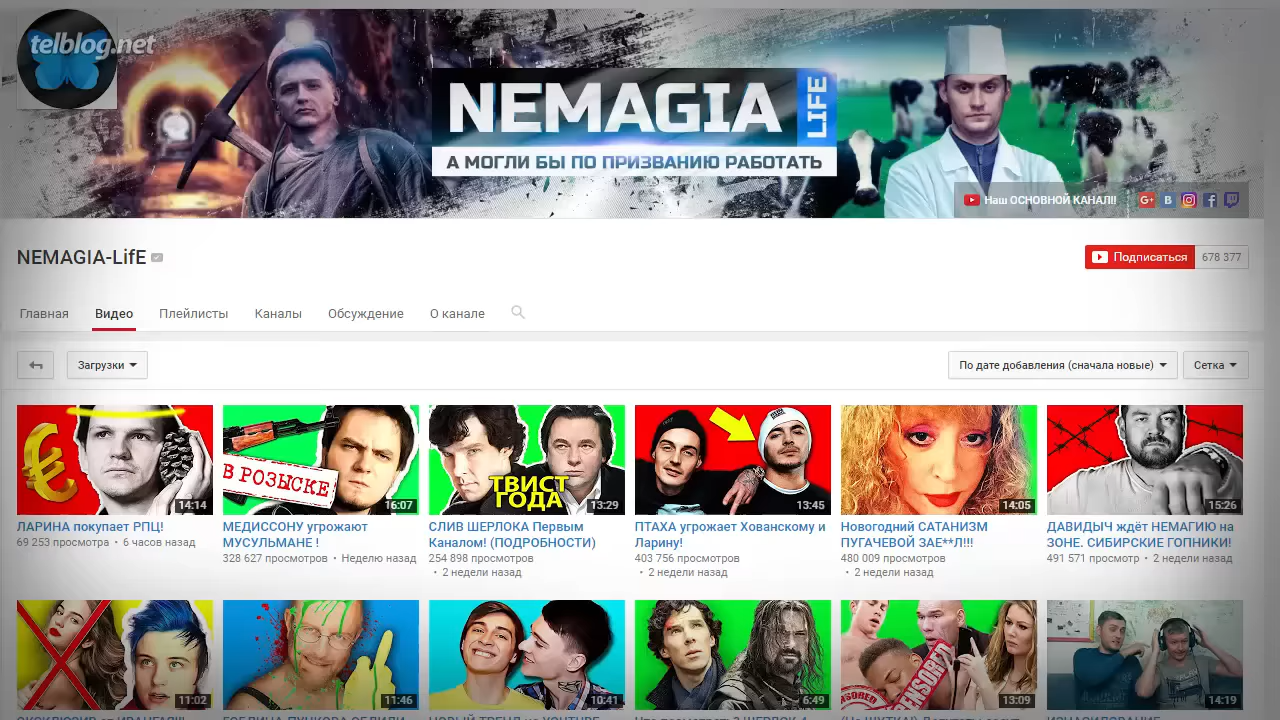 telblog.net
NEMAGIA LIFE
А МОГЛИ БЫ ПО ПРИЗВАНИЮ РАБОТАТЬ
Наш ОСНОВНОЙ КАНАЛ!!
NEMAGIA-LifE
Подписаться 678 377
Главная Видео Плейлисты Каналы Обсуждение О канале
Загрузки По дате добавления (сначала новые) Сетка
В РОЗЫСКЕ
ТВИСТ
ГОДА
14:14 16:07 13:29 13:45 14:05 15:26
ЛАРИНА покупает РПЦ!
69 253 просмотра • 6 часов назад
МЕДИССОНУ угрожают
МУСУЛЬМАНЕ !
328 627 просмотров • Неделю назад
СЛИВ ШЕРЛОКА Первым
Каналом! (ПОДРОБНОСТИ)
254 898 просмотров
• 2 недели назад
ПТАХА угрожает Хованскому и
Ларину!
403 756 просмотров
• 2 недели назад
Новогодний САТАНИЗМ
ПУГАЧЕВОЙ ЗАЕ**Л!!!
480 009 просмотров
• 2 недели назад
ДАВИДЫЧ ждёт НЕМАГИЮ на
ЗОНЕ. СИБИРСКИЕ ГОПНИКИ!
491 571 просмотр • 2 недели назад
CENSORED
11:02 11:46 10:41 6:49 13:09 14:19